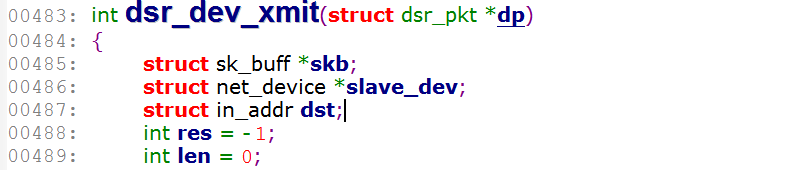 00483: int dsr_dev_xmit(struct dsr_pkt *dp)
00484: {
00485: struct sk_buff *skb;
00486: struct net_device *slave_dev;
00487: struct in_addr dst;
00488: int res = -1;
00489: int len = 0;